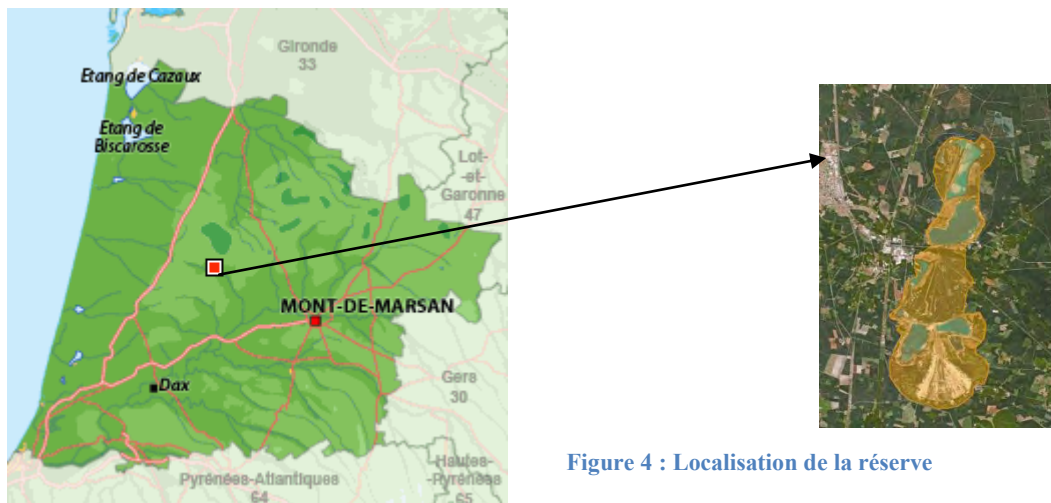 Gironde
33
Etang de Cazaux
Etang de
Biscarosse
Lot-
-et-
Garonne
47
MONT-DE-MARSAN
Dax
Gers
30
Pyrénées-Atlantiques
64
Hautes-
-Pyrénées
65
Figure 4 : Localisation de la réserve